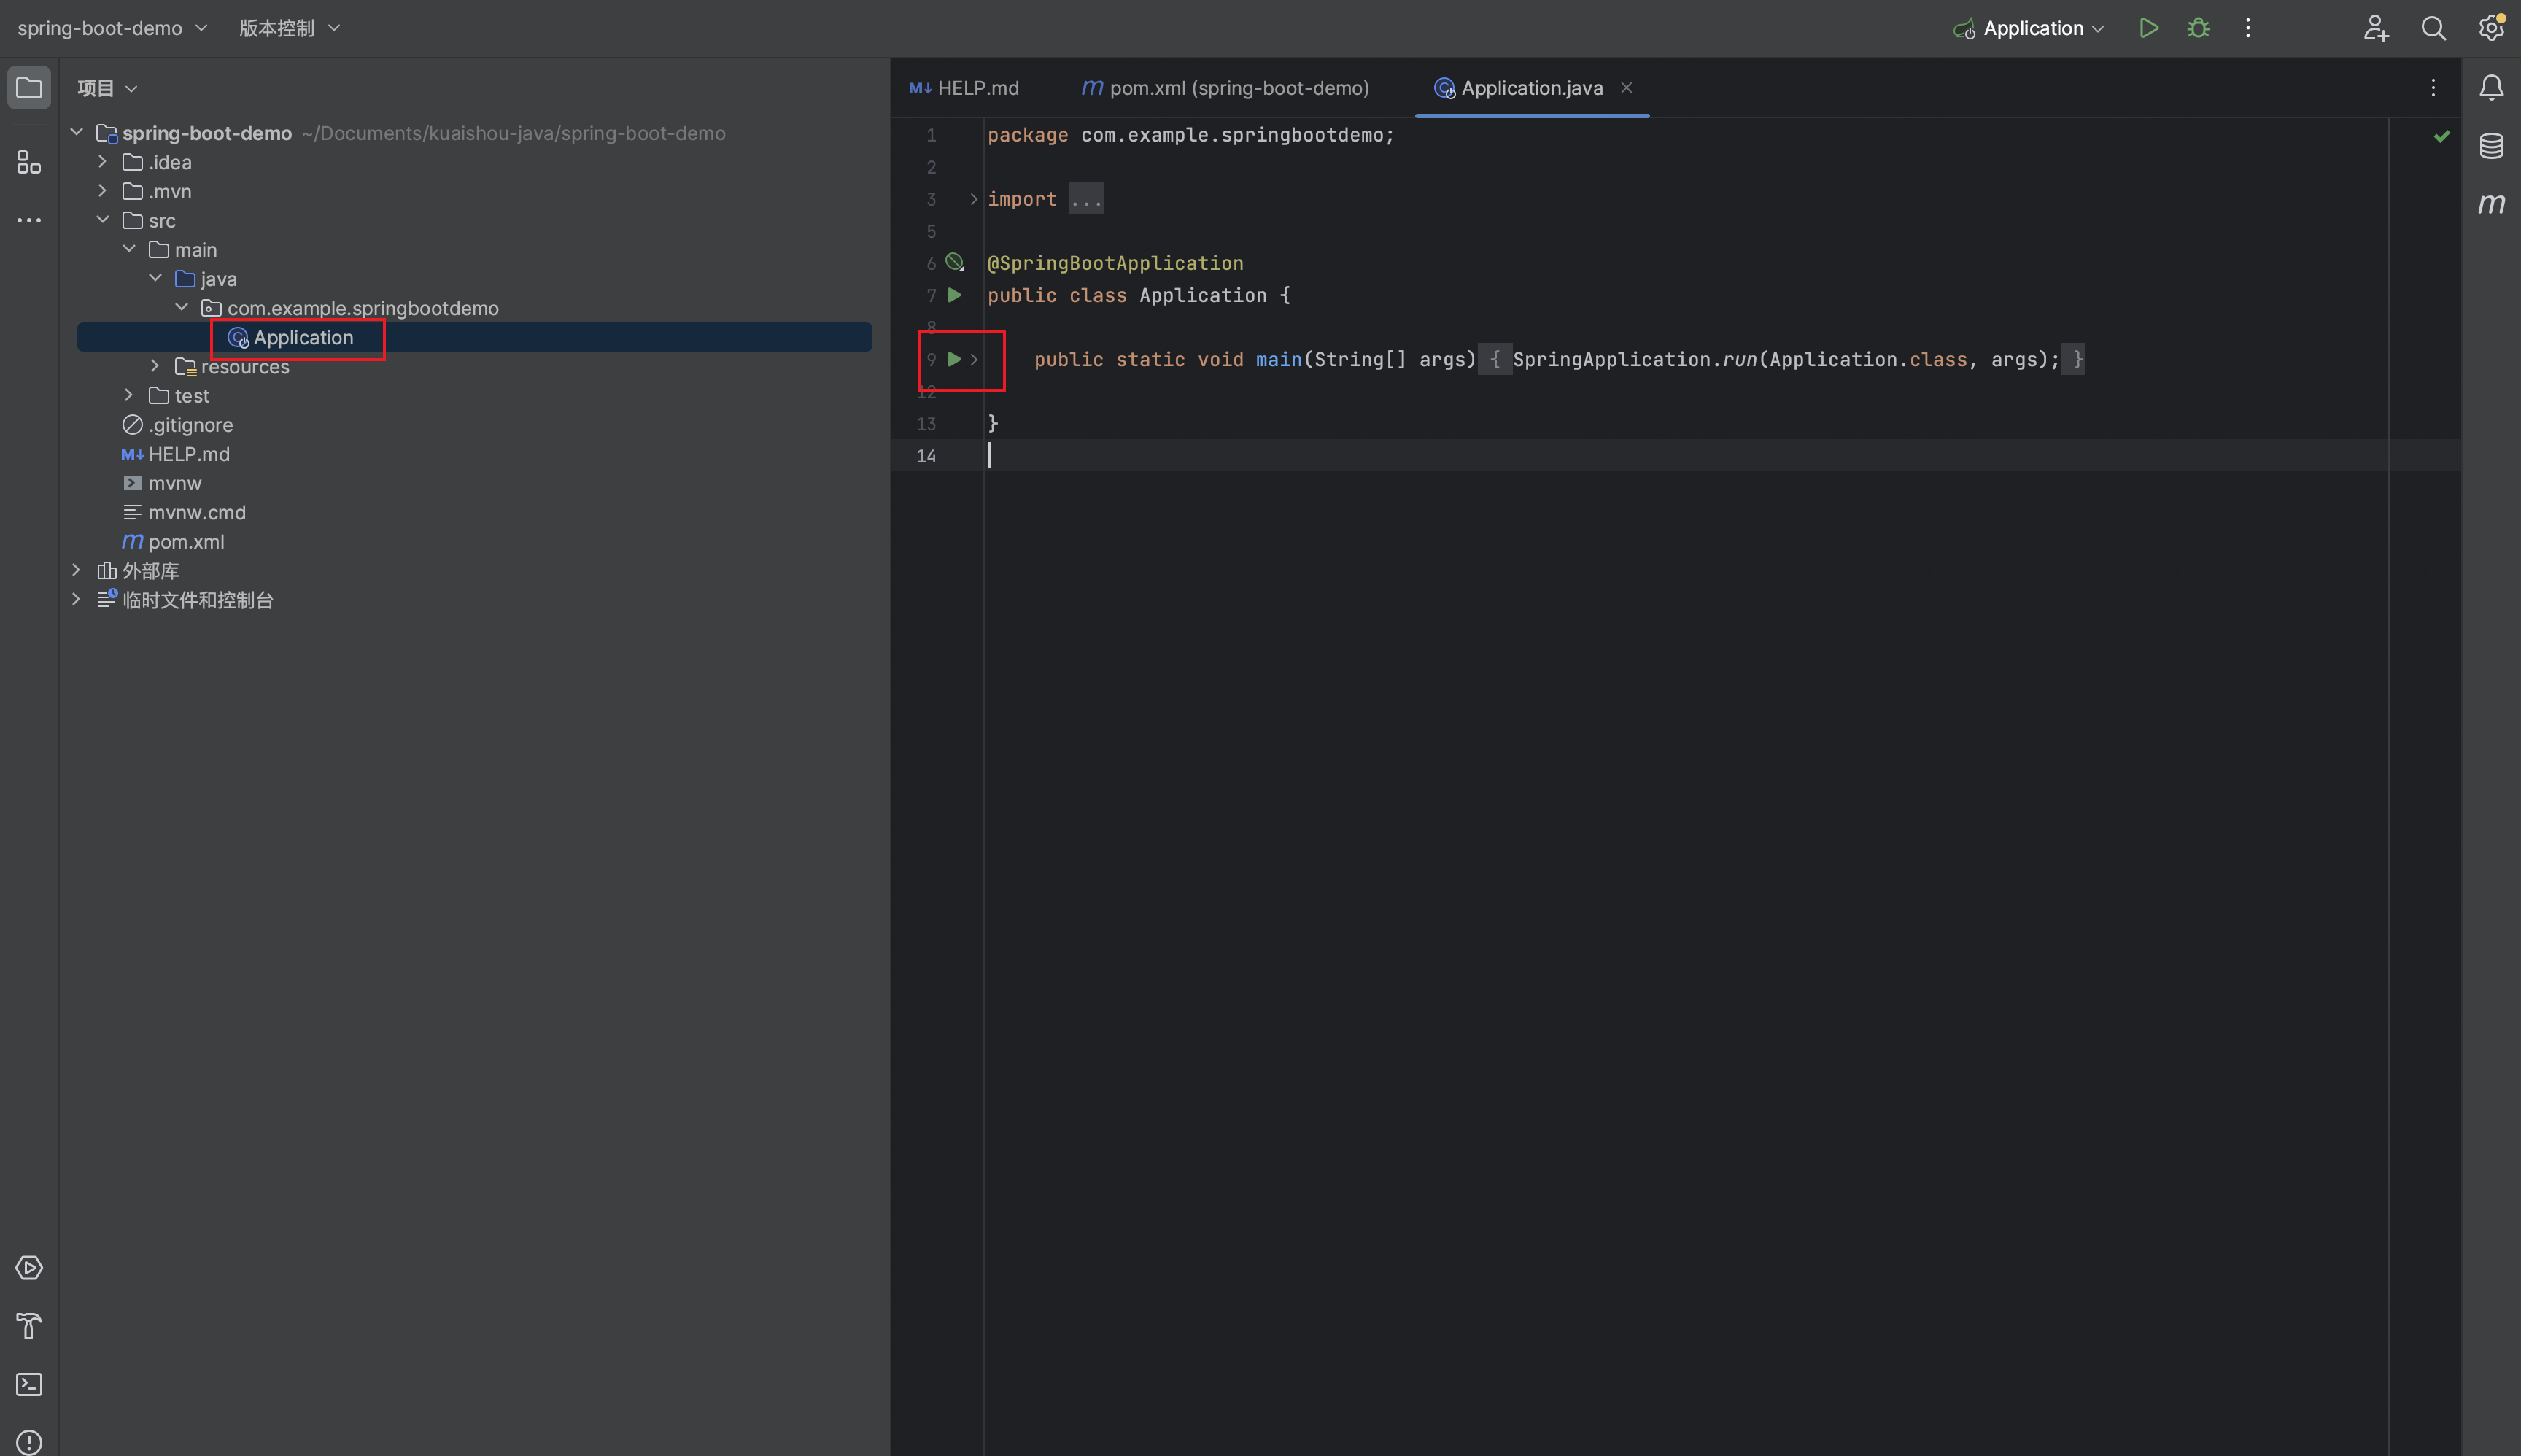 spring-boot-demo 版本控制 Application
项目
spring-boot-demo ~/Documents/kuaishou-java/spring-boot-demo
.idea
.mvn
src
main
java
com.example.springbootdemo
Application
resources
test
.gitignore
M↓ HELP.md
mvnw
mvnw.cmd
m pom.xml
外部库
临时文件和控制台
M↓ HELP.md m pom.xml (spring-boot-demo) Application.java
1 package com.example.springbootdemo;
2
3 import ...
5
6 @SpringBootApplication
7 public class Application {
8
9 public static void main(String[] args) { SpringApplication.run(Application.class, args); }
12
13 }
14
m